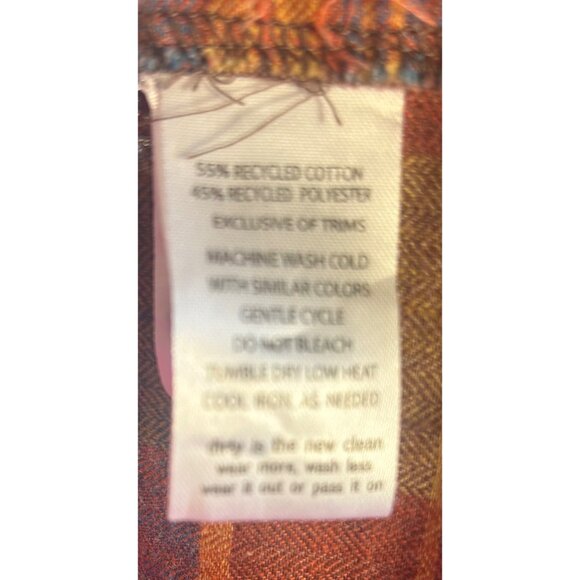 55% RECYCLED COTTON
45% RECYCLED POLYESTER
EXCLUSIVE OF TRIMS
MACHINE WASH COLD
WITH SIMILAR COLORS
GENTLE CYCLE
DO NOT BLEACH
TUMBLE DRY LOW HEAT
COOL IRON, AS NEEDED
dirty is the new clean
wear more, wash less
wear it out or pass it on